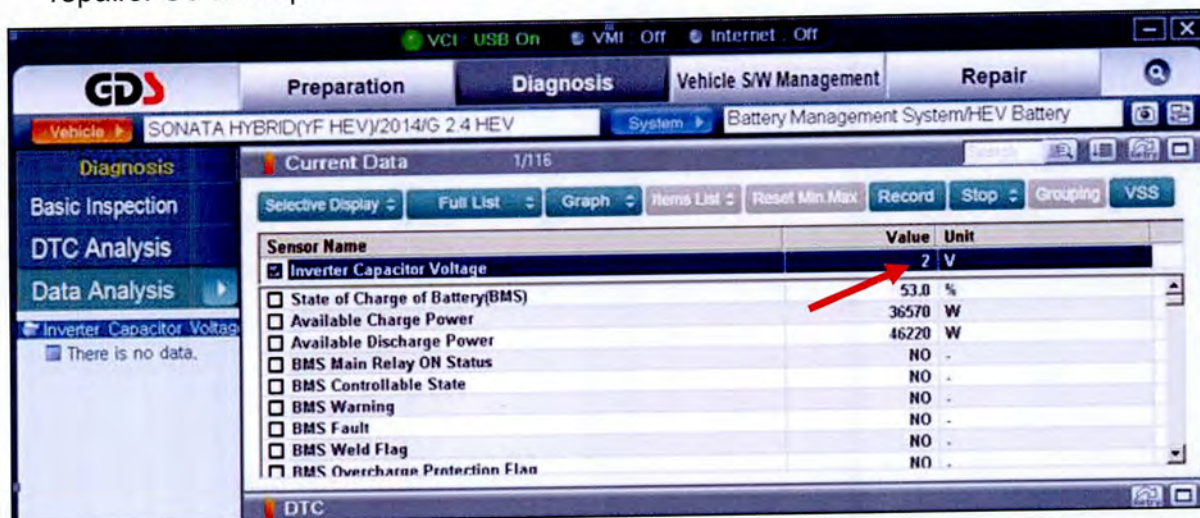 VCI : USB On VMI : Off Internet : Off
GDS Preparation Diagnosis Vehicle S/W Management Repair
Vehicle SONATA HYBRID(YF HEV)/2014/G 2.4 HEV System Battery Management System/HEV Battery
Diagnosis
Basic Inspection
DTC Analysis
Data Analysis
Inverter Capacitor Voltag
There is no data.
Current Data 1/116
Search
Selective Display Full List Graph Items List Reset Min.Max. Record Stop Grouping VSS
Sensor Name Value Unit
Inverter Capacitor Voltage 2 V
State of Charge of Battery(BMS) 53.0 %
Available Charge Power 36570 W
Available Discharge Power 46220 W
BMS Main Relay ON Status NO -
BMS Controllable State NO -
BMS Warning NO -
BMS Fault NO -
BMS Weld Flag NO -
BMS Overcharge Protection Flag NO -
DTC